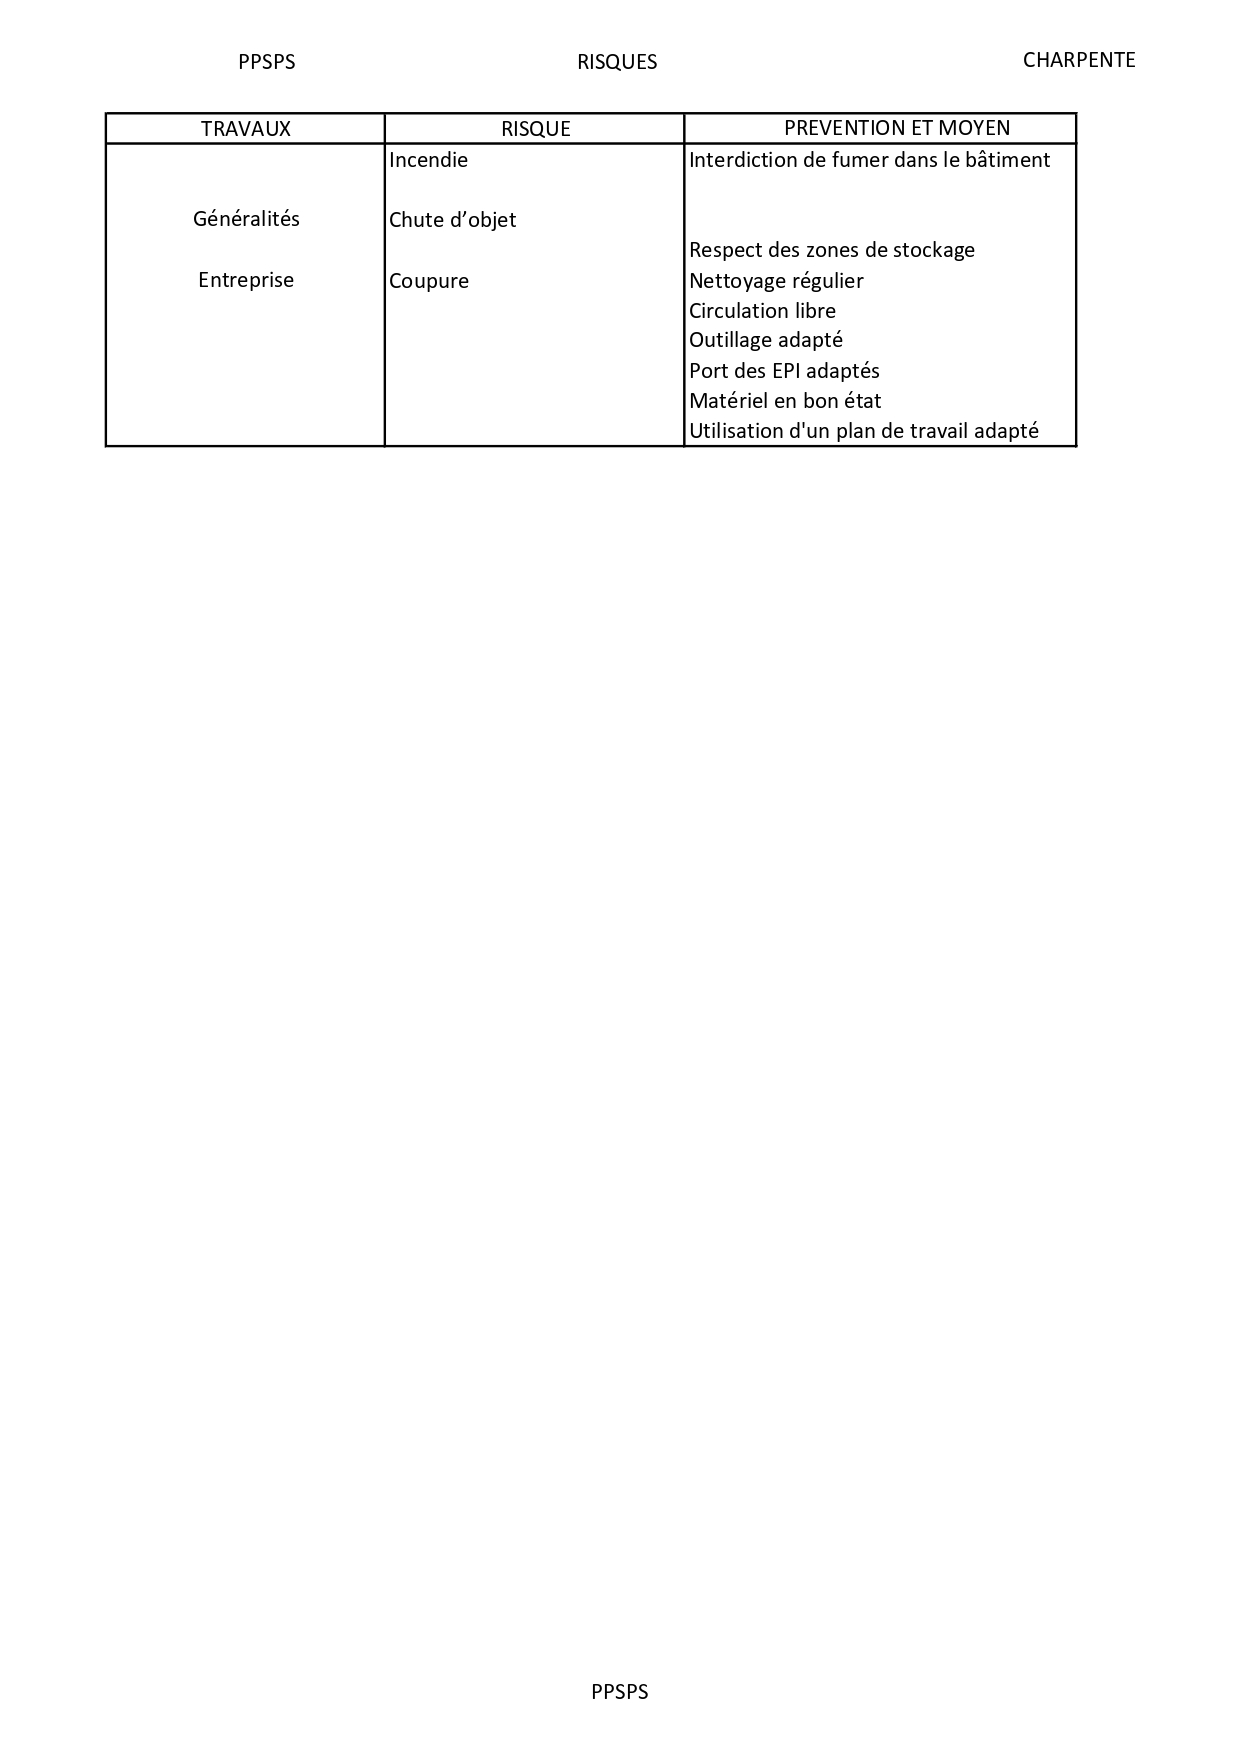 PPSPS RISQUES CHARPENTE
TRAVAUX RISQUE PREVENTION ET MOYEN
Incendie Interdiction de fumer dans le bâtiment
Généralités Chute d’objet
Respect des zones de stockage
Entreprise Coupure Nettoyage régulier
Circulation libre
Outillage adapté
Port des EPI adaptés
Matériel en bon état
Utilisation d'un plan de travail adapté
PPSPS